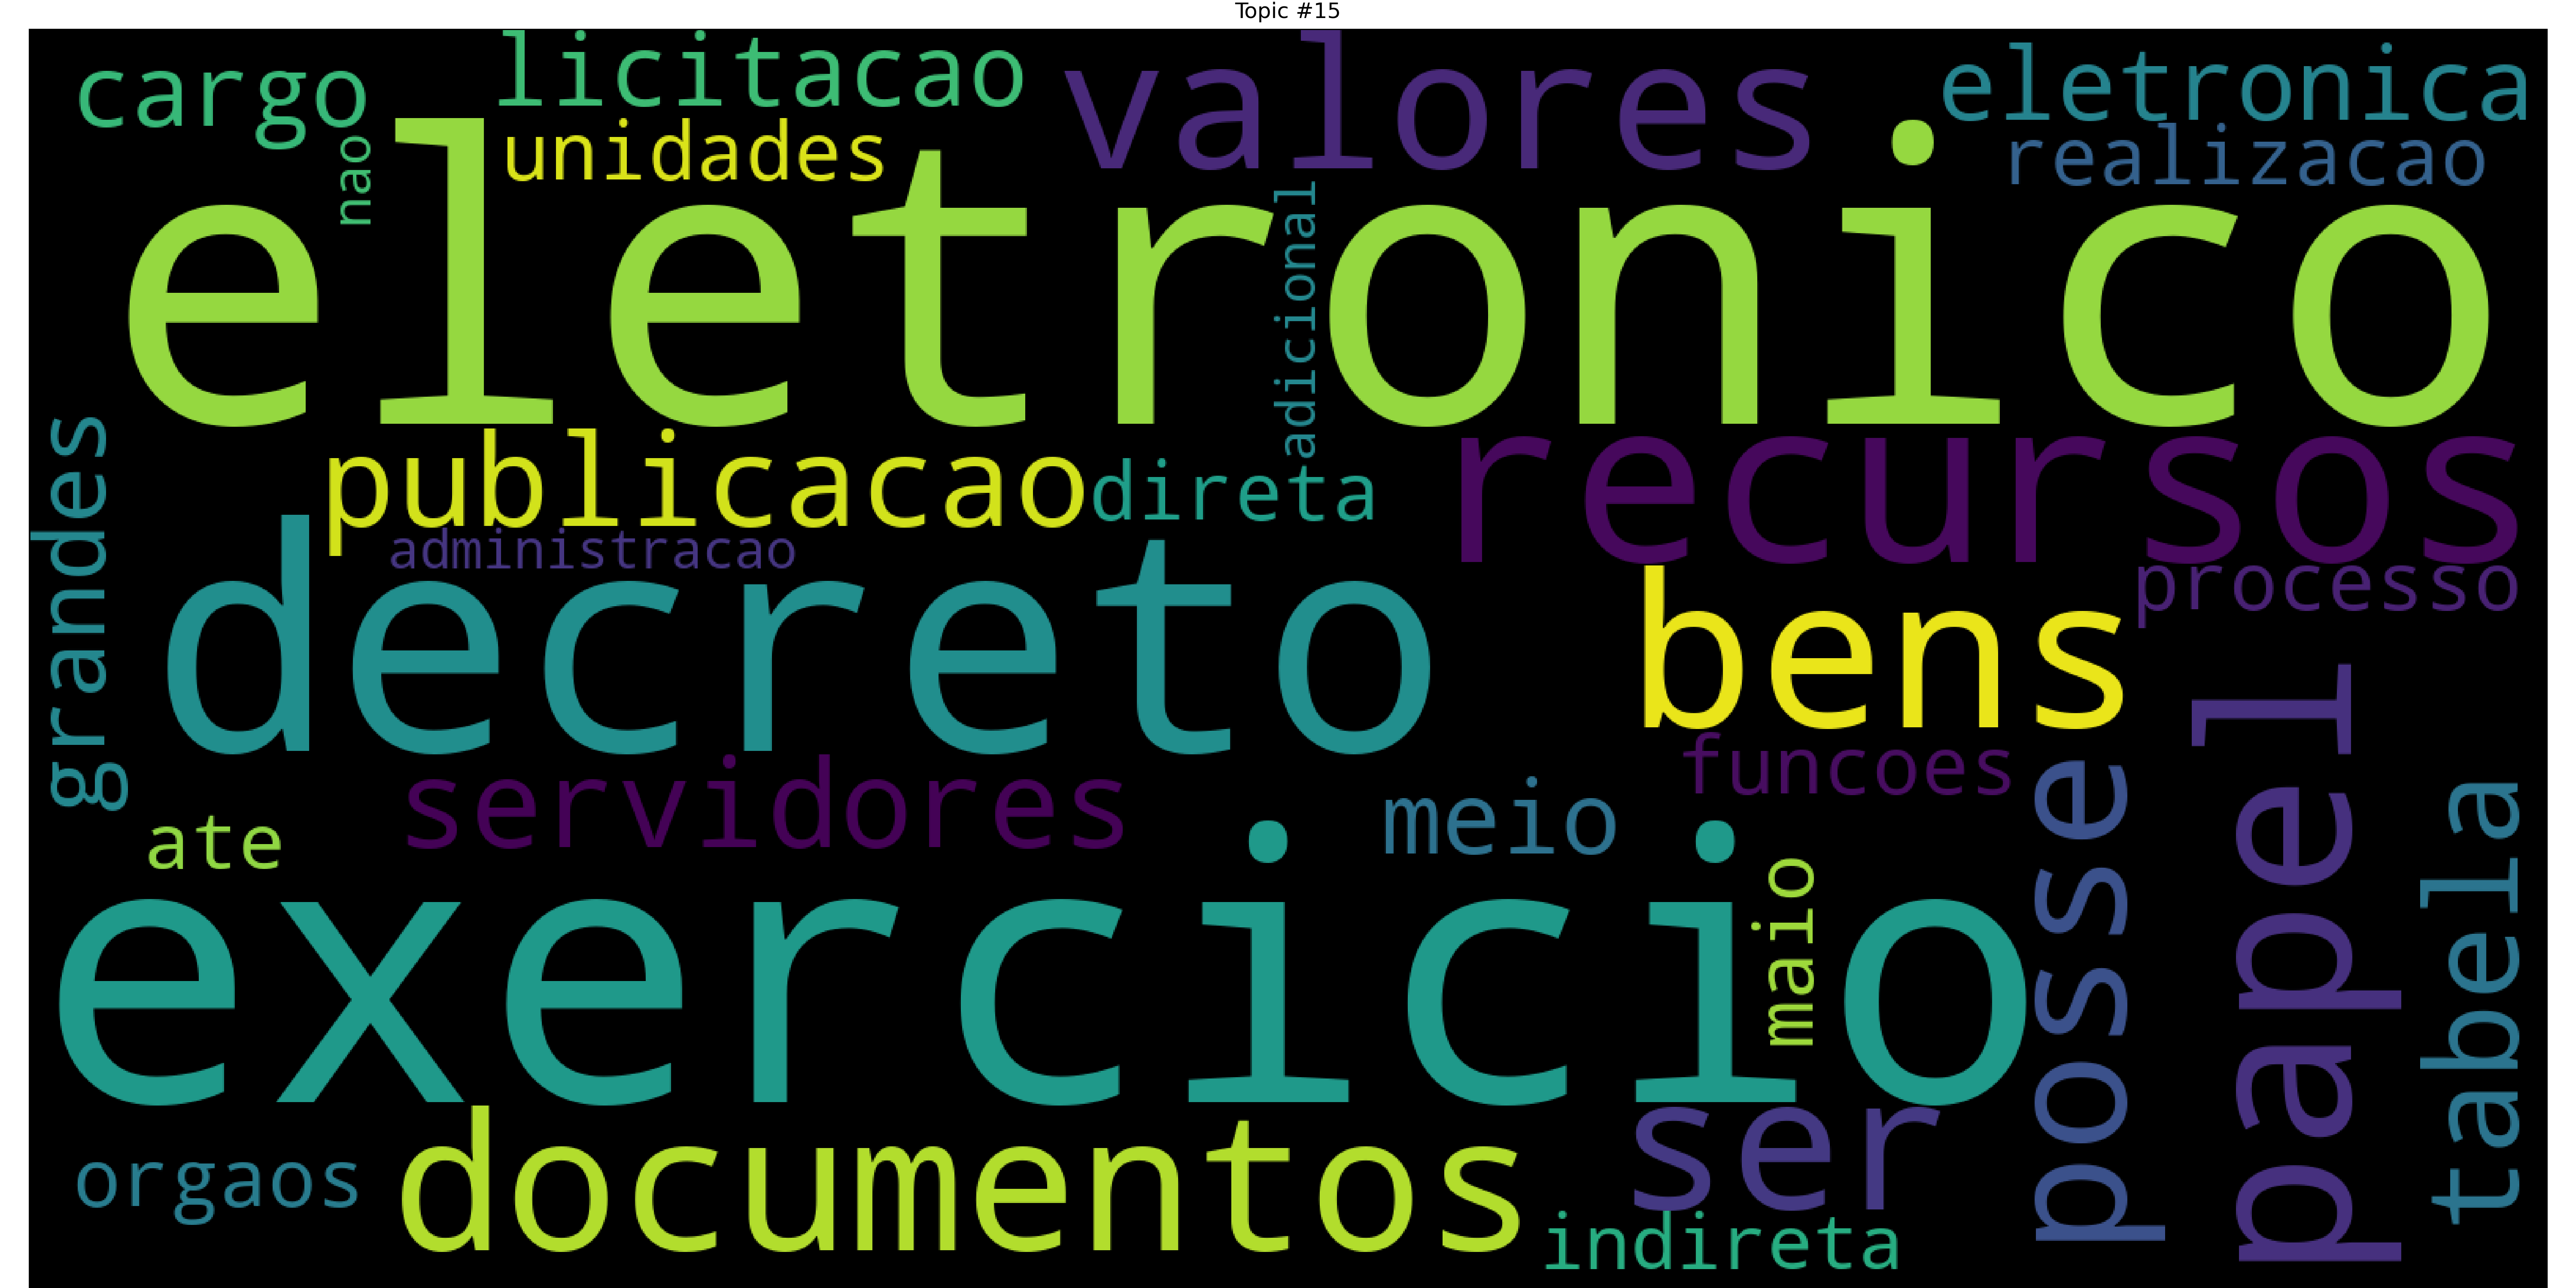 Topic #15
cargo
licitacao
valores
eletronica
nao
unidades
realizacao
eletronico
adicional
grandes
publicacao
direta
recursos
administracao
decreto
bens
processo
servidores
meio
funcoes
posse
papel
tabela
ate
exercicio
maio
orgaos
documentos
ser
indireta